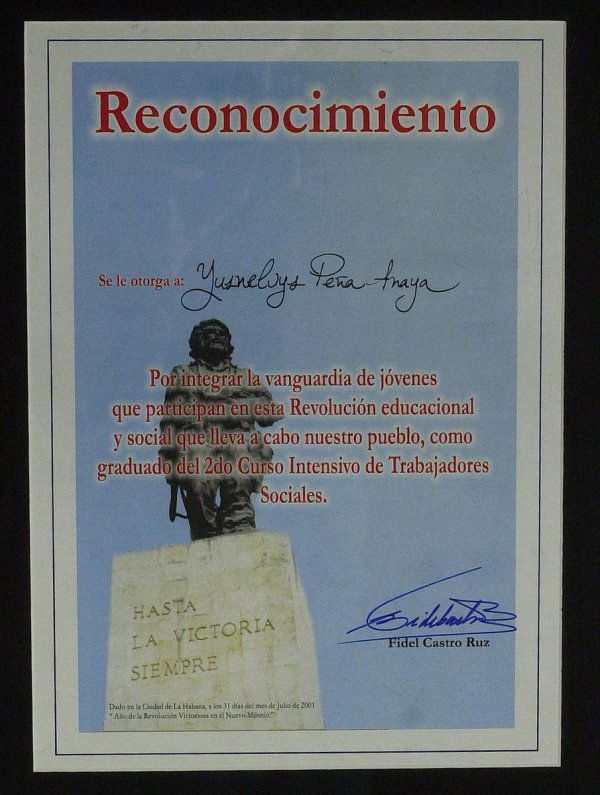 Reconocimiento
Se le otorga a: Yusnelvys Peña Anaya
Por integrar la vanguardia de jóvenes
que participan en esta Revolución educacional
y social que lleva a cabo nuestro pueblo, como
graduado del 2do Curso Intensivo de Trabajadores
Sociales.
HASTA
LA VICTORIA
SIEMPRE
Fidel Castro Ruz
Dado en la Ciudad de La Habana, a los 31 días del mes de Julio de 2001
" Año de la Revolución Victoriosa en el Nuevo Milenio"